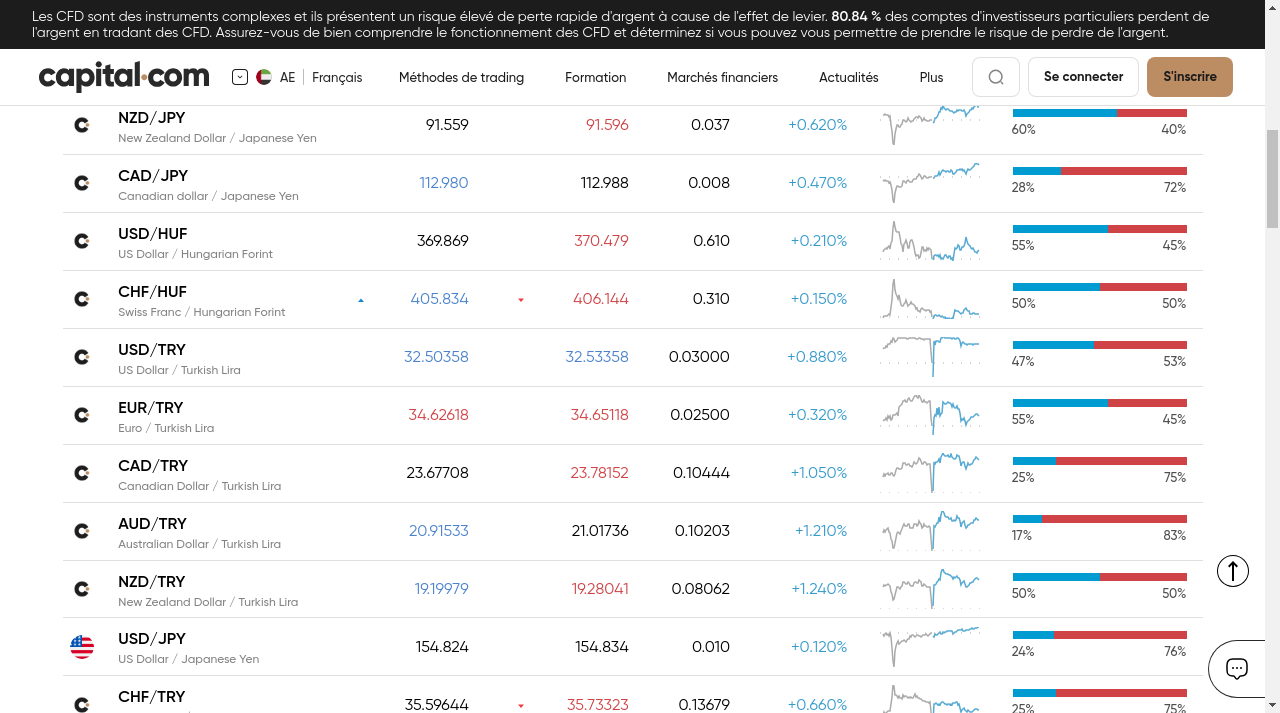 Les CFD sont des instruments complexes et ils présentent un risque élevé de perte rapide d'argent à cause de l'effet de levier. 80.84 % des comptes d'investisseurs particuliers perdent de
l'argent en tradant des CFD. Assurez-vous de bien comprendre le fonctionnement des CFD et déterminez si vous pouvez vous permettre de prendre le risque de perdre de l'argent.
capital.com AE Français Méthodes de trading Formation Marchés financiers Actualités Plus Se connecter S'inscrire
NZD/JPY 91.559 91.596 0.037 +0.620%
New Zealand Dollar / Japanese Yen 60% 40%
CAD/JPY 112.980 112.988 0.008 +0.470%
Canadian dollar / Japanese Yen 28% 72%
USD/HUF 369.869 370.479 0.610 +0.210%
US Dollar / Hungarian Forint 55% 45%
CHF/HUF 405.834 406.144 0.310 +0.150%
Swiss Franc / Hungarian Forint 50% 50%
USD/TRY 32.50358 32.53358 0.03000 +0.880%
US Dollar / Turkish Lira 47% 53%
EUR/TRY 34.62618 34.65118 0.02500 +0.320%
Euro / Turkish Lira 55% 45%
CAD/TRY 23.67708 23.78152 0.10444 +1.050%
Canadian Dollar / Turkish Lira 25% 75%
AUD/TRY 20.91533 21.01736 0.10203 +1.210%
Australian Dollar / Turkish Lira 17% 83%
NZD/TRY 19.19979 19.28041 0.08062 +1.240%
New Zealand Dollar / Turkish Lira 50% 50%
USD/JPY 154.824 154.834 0.010 +0.120%
US Dollar / Japanese Yen 24% 76%
CHF/TRY 35.59644 35.73323 0.13679 +0.660%
25% 75%